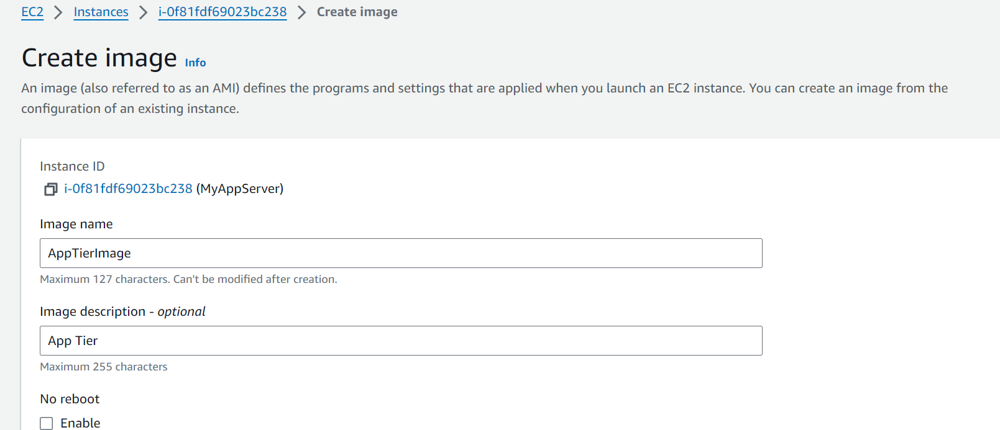 EC2 > Instances > i-0f81fdf69023bc238 > Create image
Create image Info
An image (also referred to as an AMI) defines the programs and settings that are applied when you launch an EC2 instance. You can create an image from the
configuration of an existing instance.
Instance ID
i-0f81fdf69023bc238 (MyAppServer)
Image name
AppTierImage
Maximum 127 characters. Can't be modified after creation.
Image description - optional
App Tier
Maximum 255 characters
No reboot
Enable